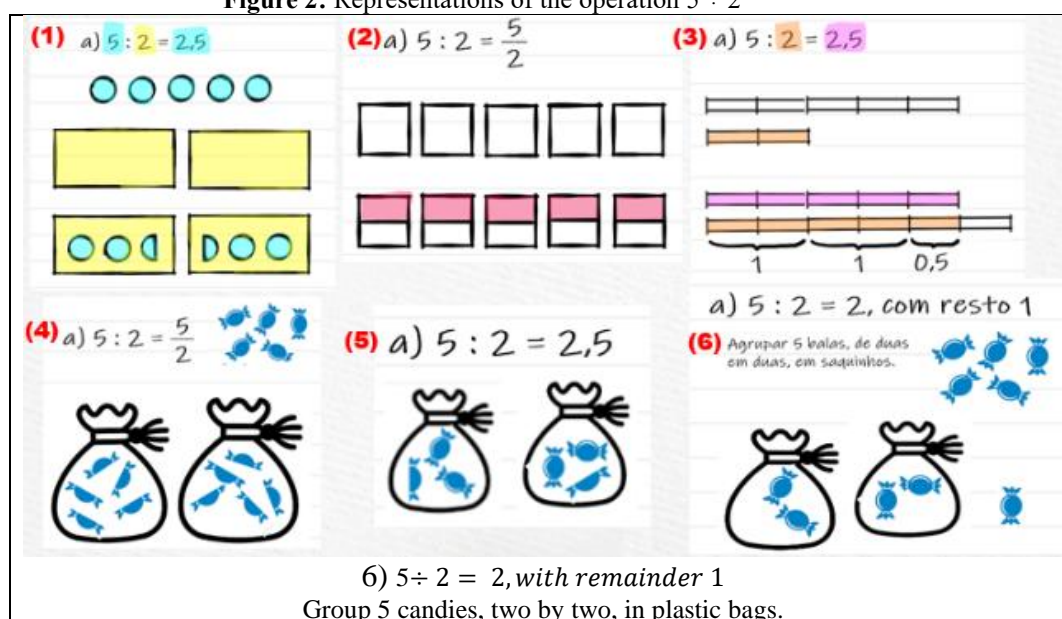 Figure 2: Representations of the operation 5 ÷ 2
(1) a) 5 : 2 = 2,5
(2) a) 5 : 2 = 5/2
(3) a) 5 : 2 = 2,5
1 1 0,5
(4) a) 5 : 2 = 5/2
(5) a) 5 : 2 = 2,5
a) 5 : 2 = 2, com resto 1
(6) Agrupar 5 balas, de duas
em duas, em saquinhos.
6) 5÷ 2 = 2, with remainder 1
Group 5 candies, two by two, in plastic bags.